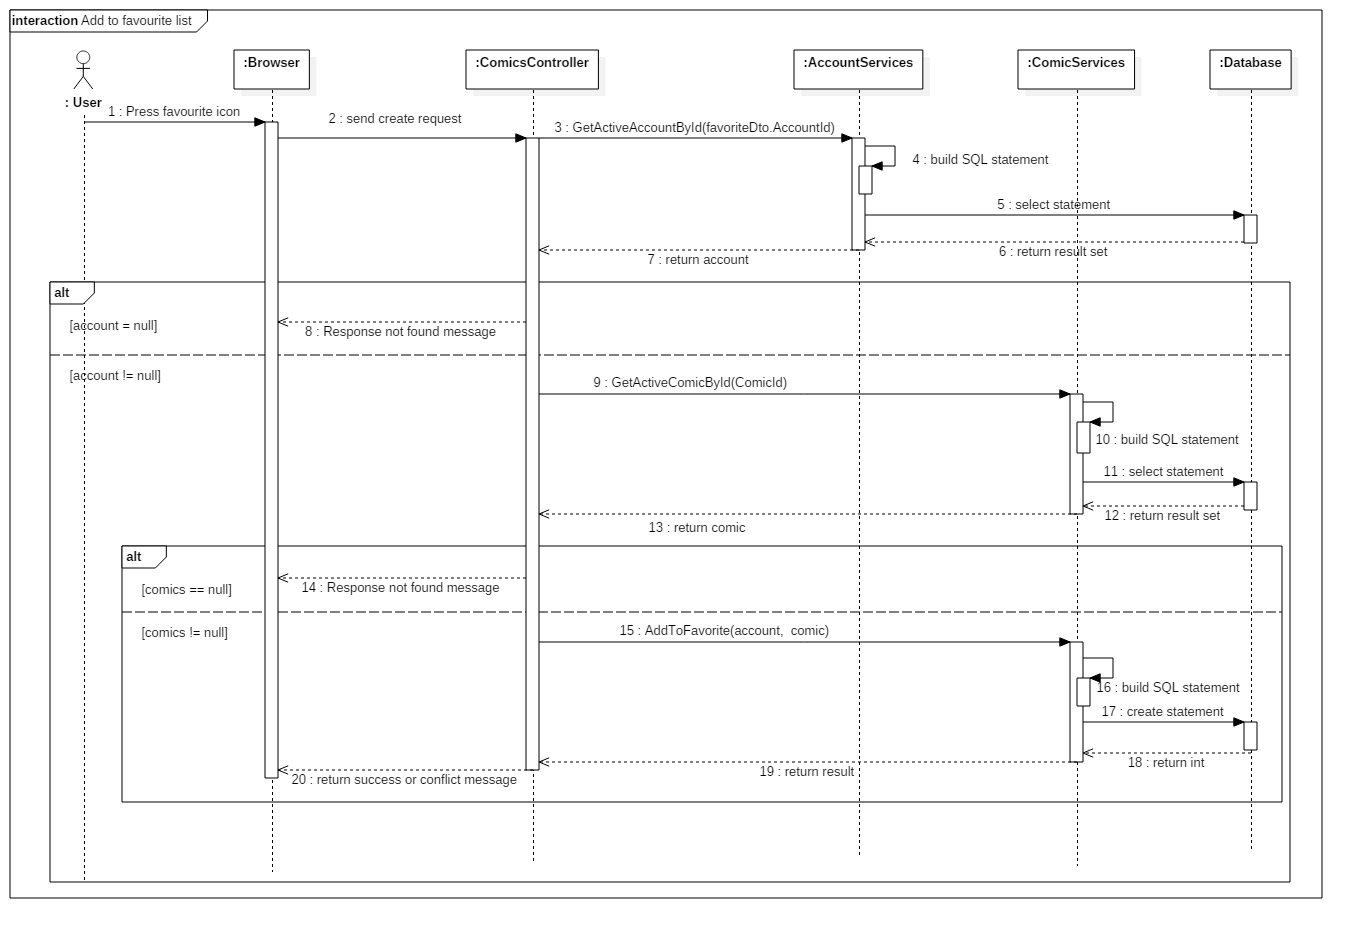 interaction Add to favourite list
:Browser
:ComicsController
:AccountServices
:ComicServices
:Database
: User
1 : Press favourite icon
2 : send create request
3 : GetActiveAccountById(favoriteDto.AccountId)
4 : build SQL statement
5 : select statement
6 : return result set
7 : return account
alt
[account = null]
8 : Response not found message
[account != null]
9 : GetActiveComicById(ComicId)
10 : build SQL statement
11 : select statement
12 : return result set
13 : return comic
alt
[comics == null]
14 : Response not found message
[comics != null]
15 : AddToFavorite(account, comic)
16 : build SQL statement
17 : create statement
18 : return int
19 : return result
20 : return success or conflict message